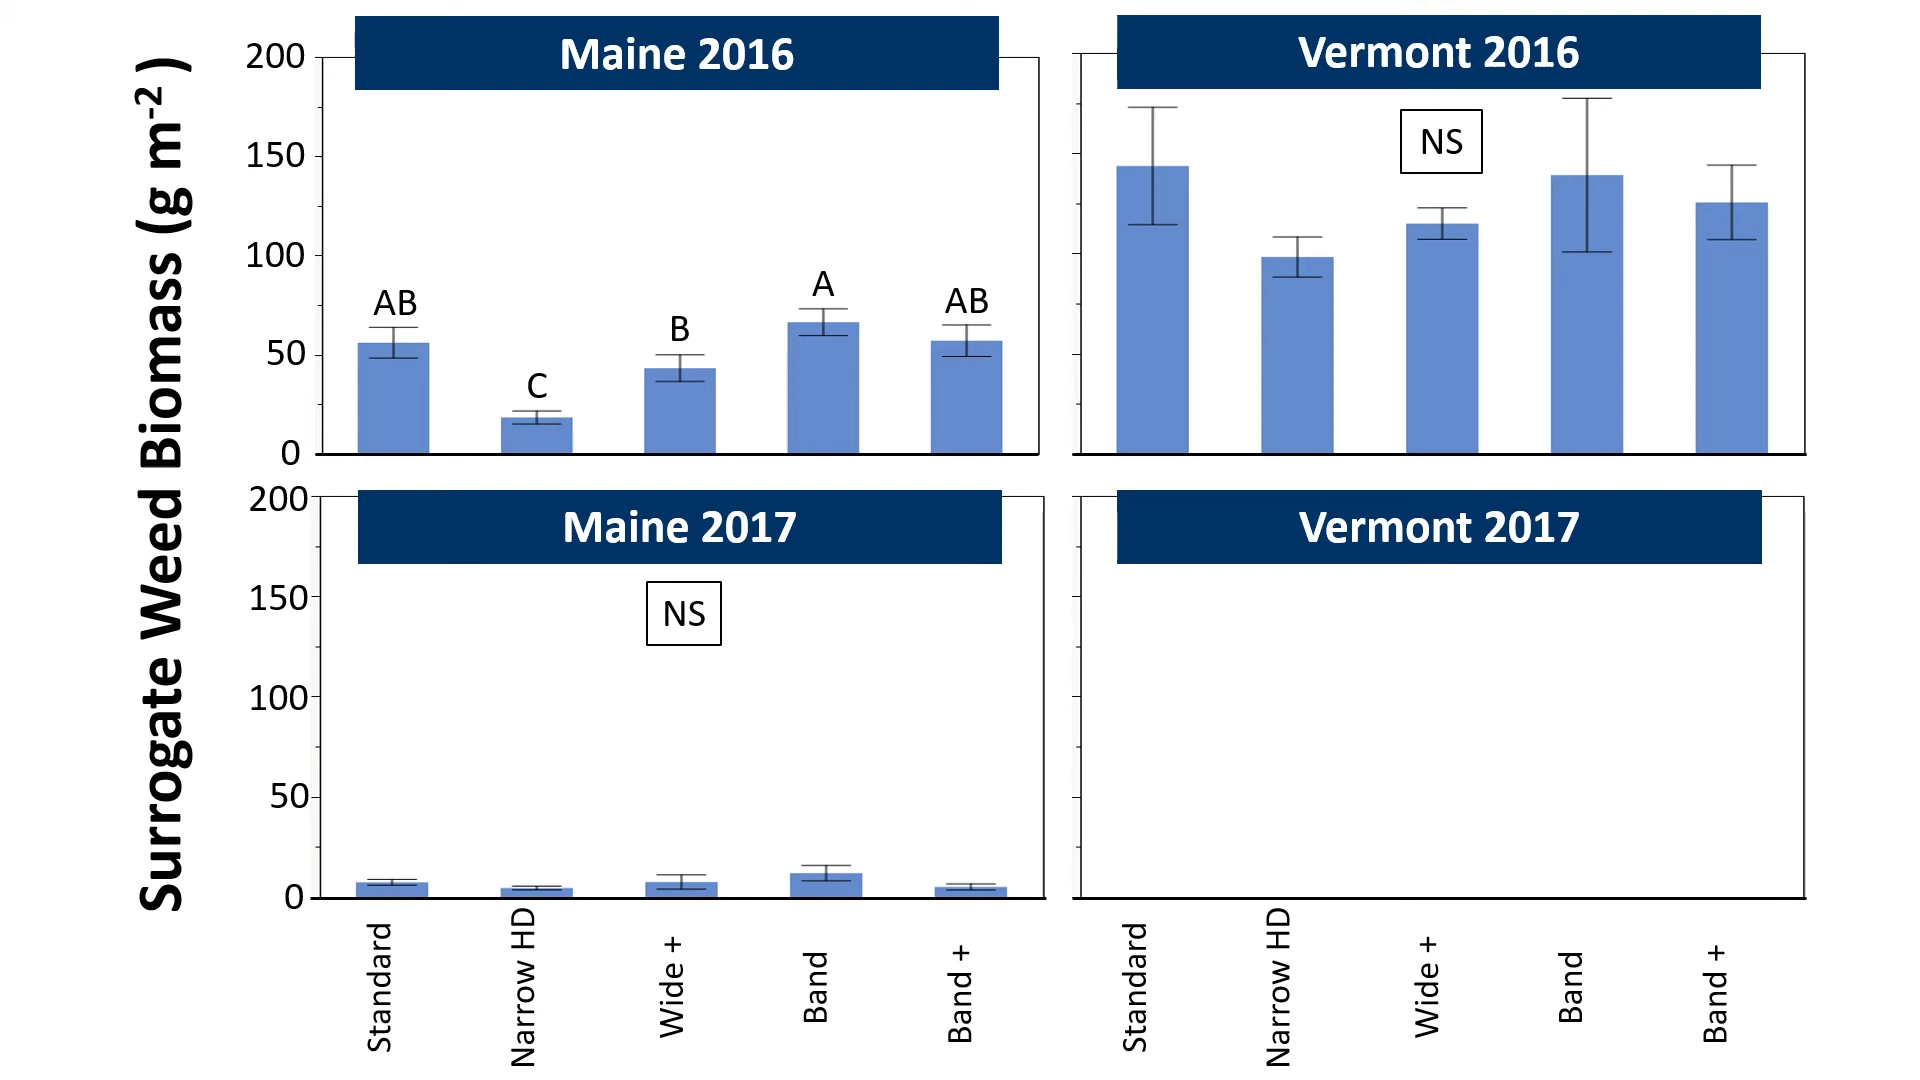 Surrogate Weed Biomass (g m⁻²)
Maine 2016
200
150
100
50
0
AB
C
B
A
AB
Vermont 2016
NS
Maine 2017
200
150
100
50
0
NS
Vermont 2017
Standard
Narrow HD
Wide +
Band
Band +
Standard
Narrow HD
Wide +
Band
Band +